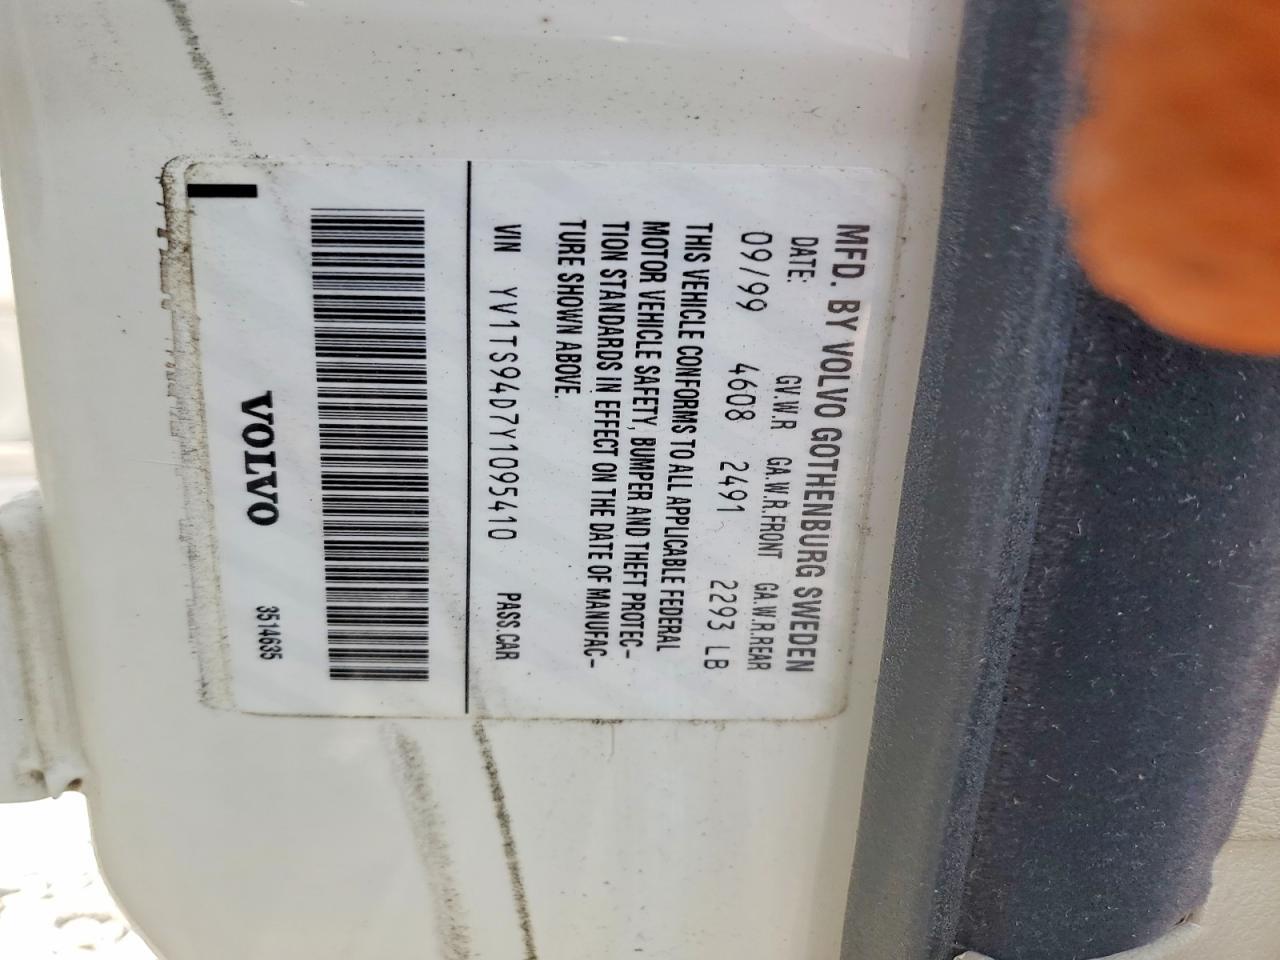 MFD. BY VOLVO GOTHENBURG SWEDEN
DATE: GV.W.R GA.W.R.FRONT GA.W.R.REAR
09/99 4608 2491 2293 LB
THIS VEHICLE CONFORMS TO ALL APPLICABLE FEDERAL
MOTOR VEHICLE SAFETY, BUMPER AND THEFT PROTEC-
TION STANDARDS IN EFFECT ON THE DATE OF MANUFAC-
TURE SHOWN ABOVE.
VIN YV1TS94D7Y1095410 PASS.CAR
VOLVO 3514635